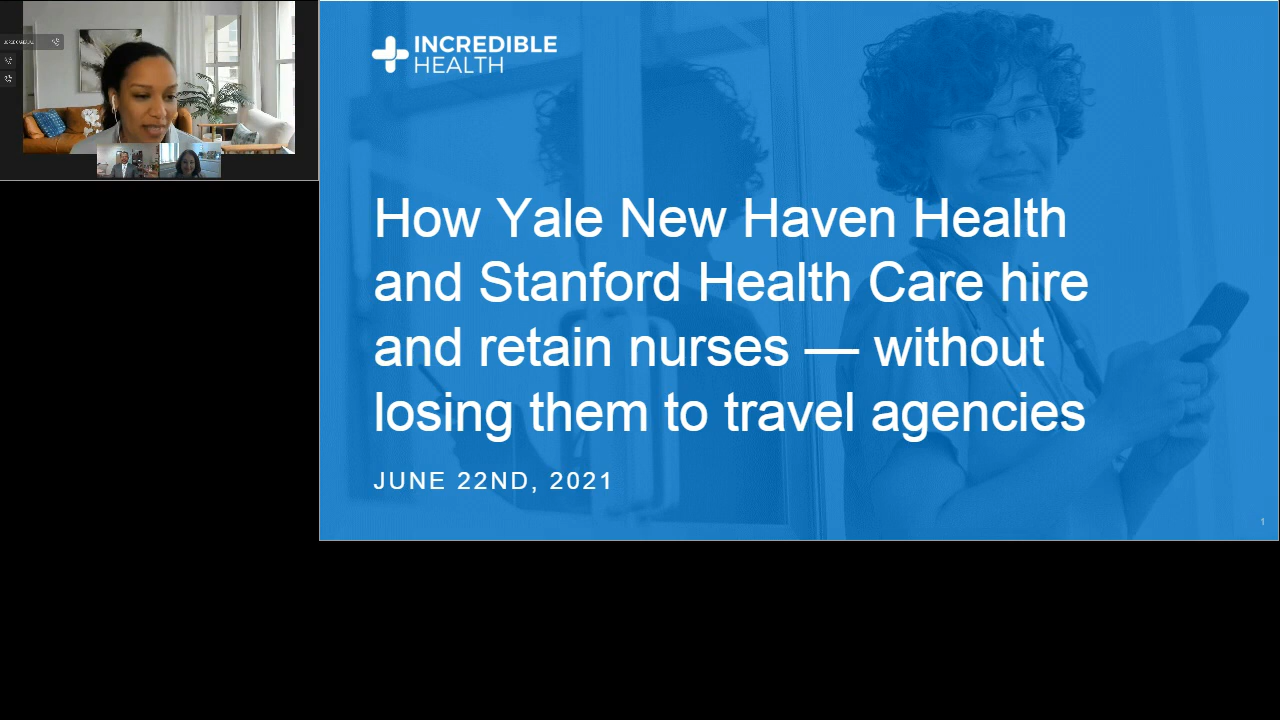 INCREDIBLE
HEALTH
How Yale New Haven Health
and Stanford Health Care hire
and retain nurses — without
losing them to travel agencies
JUNE 22ND, 2021
1